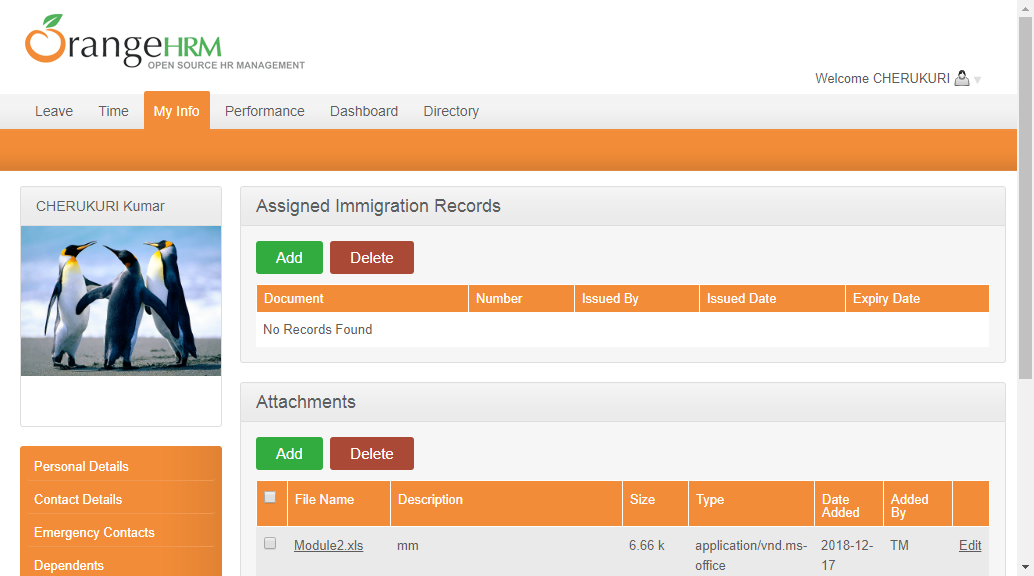 OrangeHRM
OPEN SOURCE HR MANAGEMENT
Welcome CHERUKURI
Leave Time My Info Performance Dashboard Directory
CHERUKURI Kumar
Personal Details
Contact Details
Emergency Contacts
Dependents
Assigned Immigration Records
Add Delete
Document Number Issued By Issued Date Expiry Date
No Records Found
Attachments
Add Delete
File Name Description Size Type Date Added Added By
Module2.xls mm 6.66 k application/vnd.ms-office 2018-12-17 TM Edit